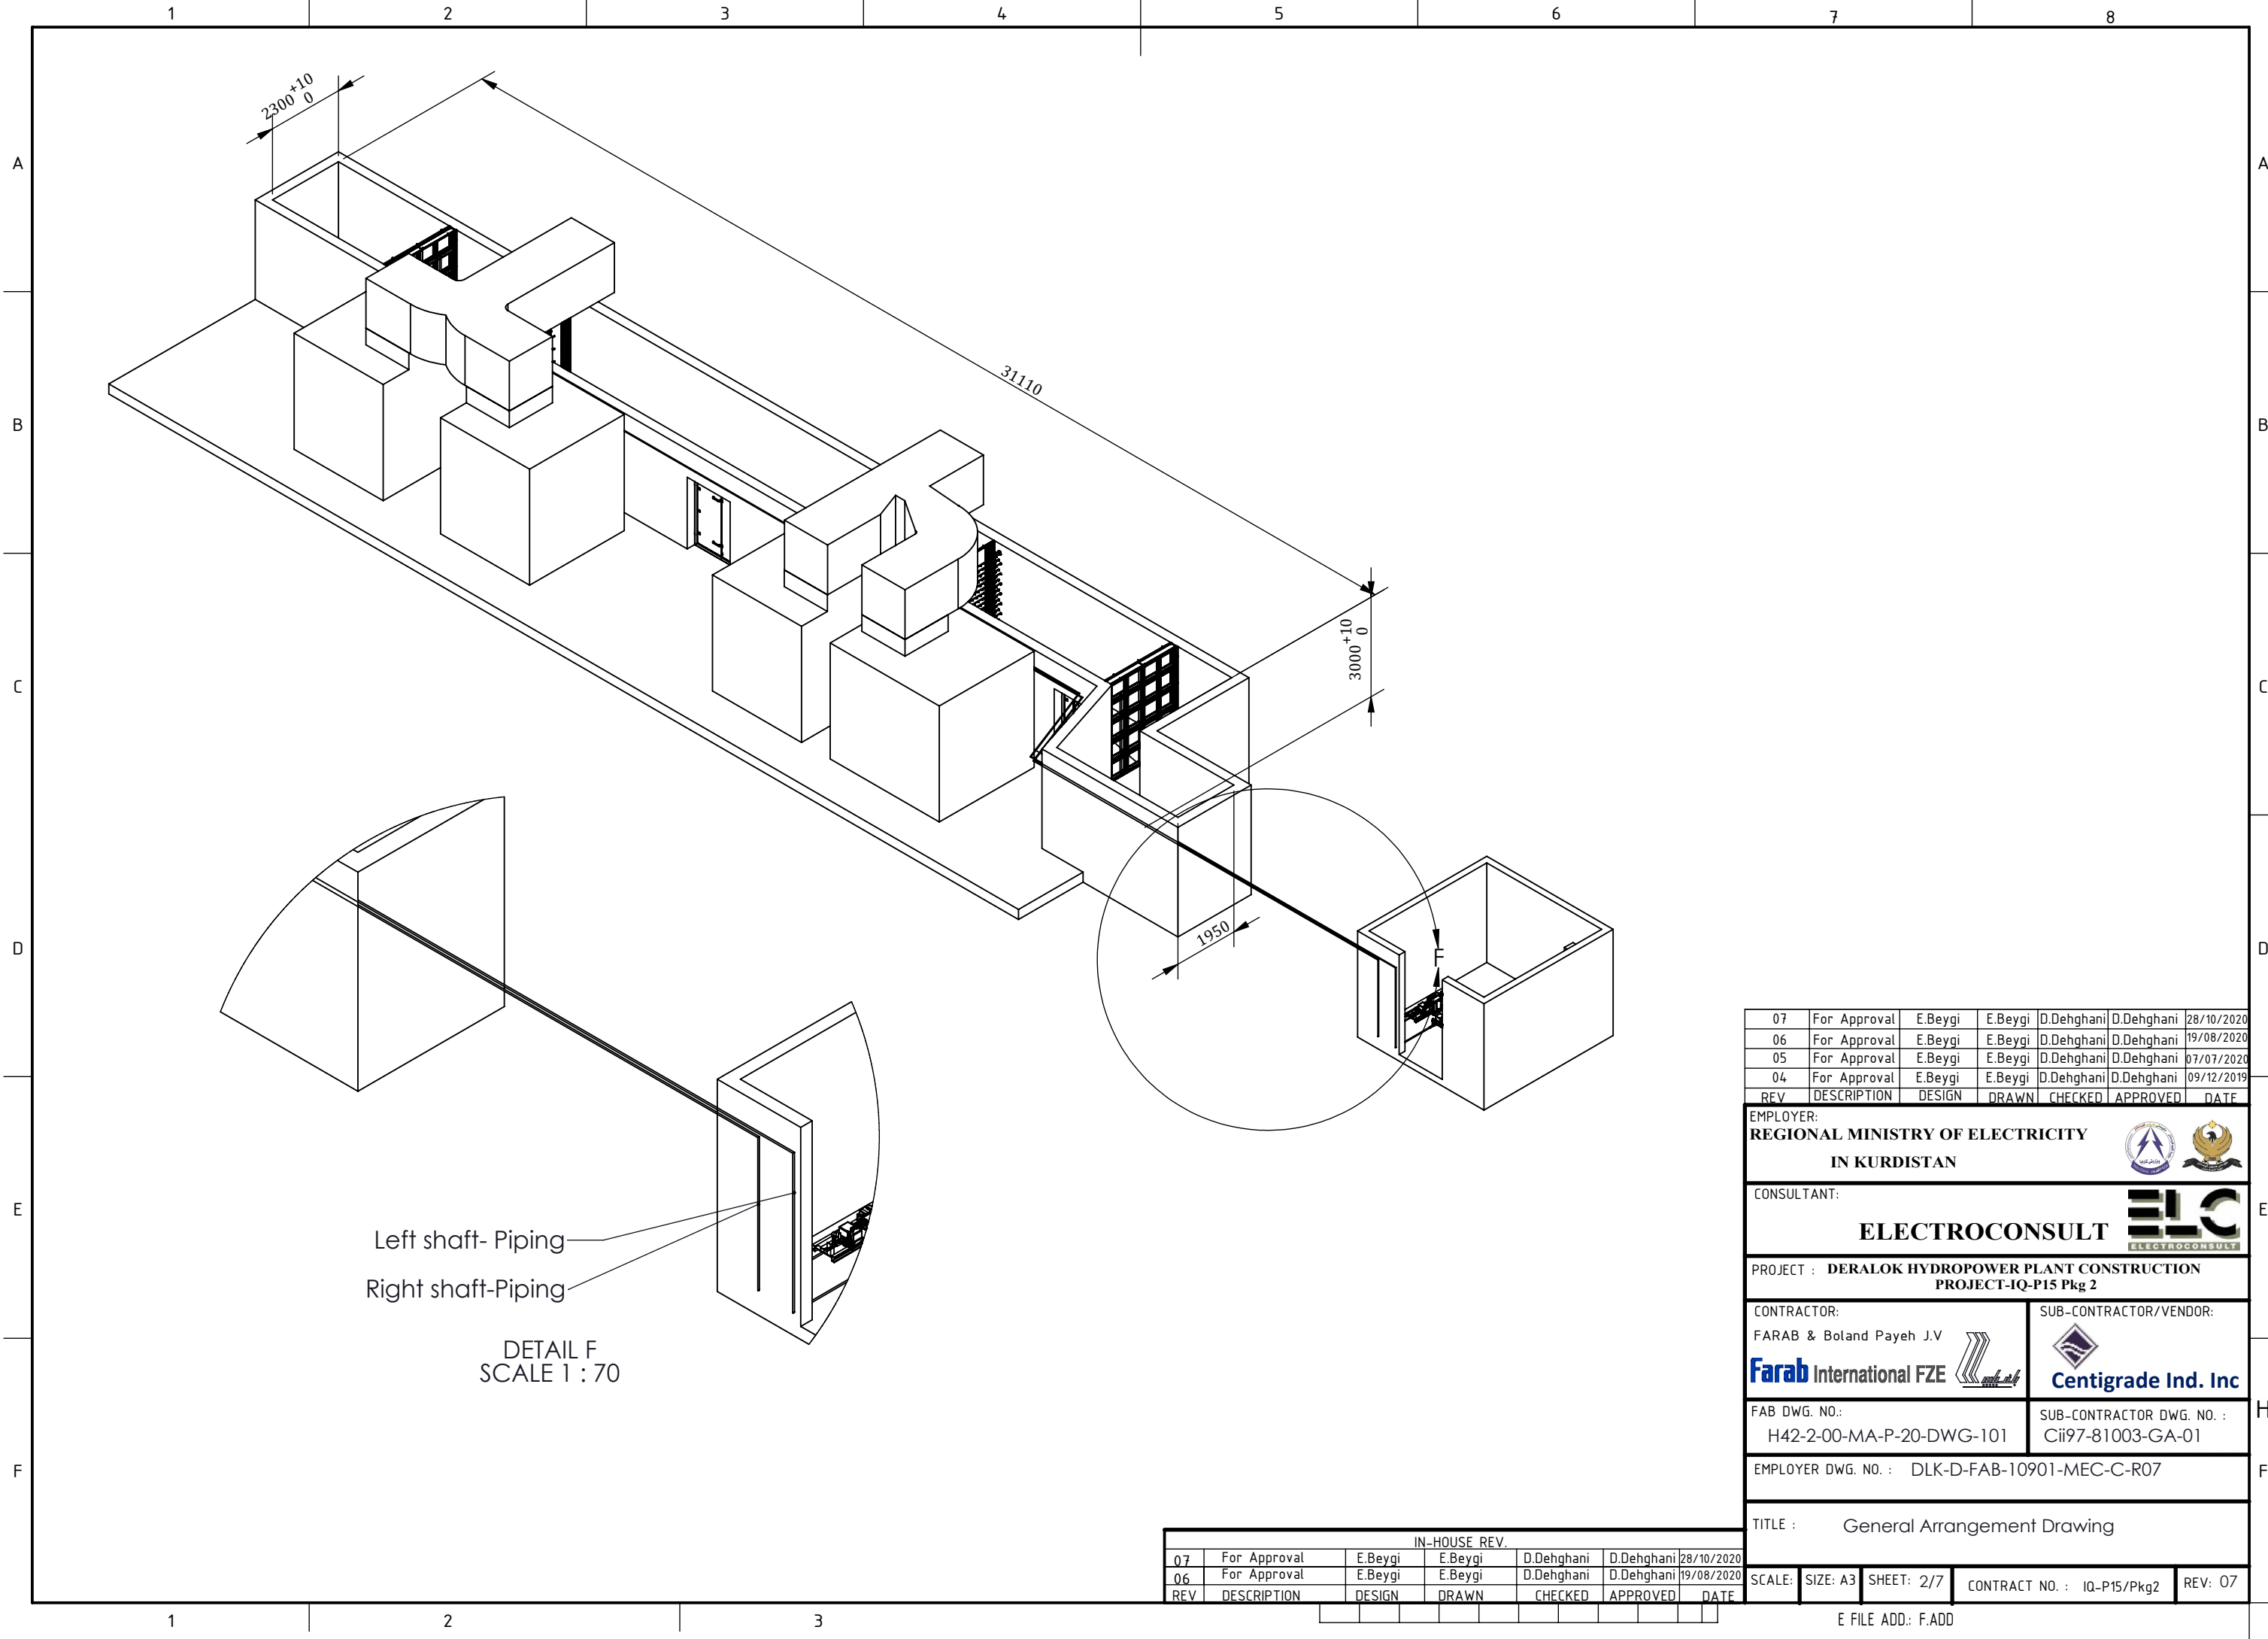 1 2 3 4 5 6 7 8
A A
B B
C C
D D
E E
F F
H
2300 +10 0
31110
3000 +10 0
1950
F
Left shaft- Piping
Right shaft-Piping
DETAIL F
SCALE 1 : 70
07 For Approval E.Beygi E.Beygi D.Dehghani D.Dehghani 28/10/2020
06 For Approval E.Beygi E.Beygi D.Dehghani D.Dehghani 19/08/2020
05 For Approval E.Beygi E.Beygi D.Dehghani D.Dehghani 07/07/2020
04 For Approval E.Beygi E.Beygi D.Dehghani D.Dehghani 09/12/2019
REV DESCRIPTION DESIGN DRAWN CHECKED APPROVED DATE
EMPLOYER:
REGIONAL MINISTRY OF ELECTRICITY
IN KURDISTAN
CONSULTANT:
ELECTROCONSULT
ELC
ELECTROCONSULT
PROJECT : DERALOK HYDROPOWER PLANT CONSTRUCTION
PROJECT-IQ-P15 Pkg 2
CONTRACTOR:
FARAB & Boland Payeh J.V
Farab International FZE
SUB-CONTRACTOR/VENDOR:
Centigrade Ind. Inc
FAB DWG. NO.:
H42-2-00-MA-P-20-DWG-101
SUB-CONTRACTOR DWG. NO. :
Cii97-81003-GA-01
EMPLOYER DWG. NO. : DLK-D-FAB-10901-MEC-C-R07
TITLE : General Arrangement Drawing
SCALE: SIZE: A3 SHEET: 2/7 CONTRACT NO. : IQ-P15/Pkg2 REV: 07
IN-HOUSE REV.
07 For Approval E.Beygi E.Beygi D.Dehghani D.Dehghani 28/10/2020
06 For Approval E.Beygi E.Beygi D.Dehghani D.Dehghani 19/08/2020
REV DESCRIPTION DESIGN DRAWN CHECKED APPROVED DATE
1 2 3
E FILE ADD.: F.ADD